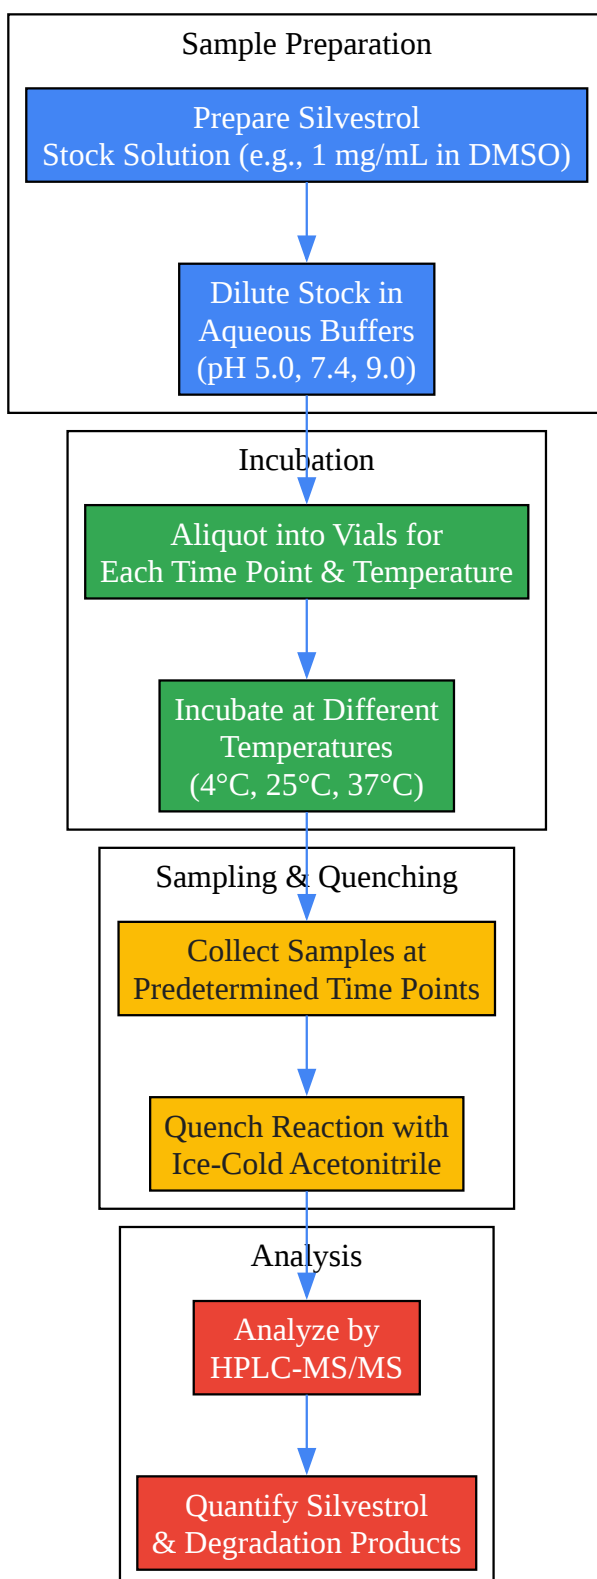 Sample Preparation
Prepare Silvestrol
Stock Solution (e.g., 1 mg/mL in DMSO)
Dilute Stock in
Aqueous Buffers
(pH 5.0, 7.4, 9.0)
Incubation
Aliquot into Vials for
Each Time Point & Temperature
Incubate at Different
Temperatures
(4°C, 25°C, 37°C)
Sampling & Quenching
Collect Samples at
Predetermined Time Points
Quench Reaction with
Ice-Cold Acetonitrile
Analysis
Analyze by
HPLC-MS/MS
Quantify Silvestrol
& Degradation Products